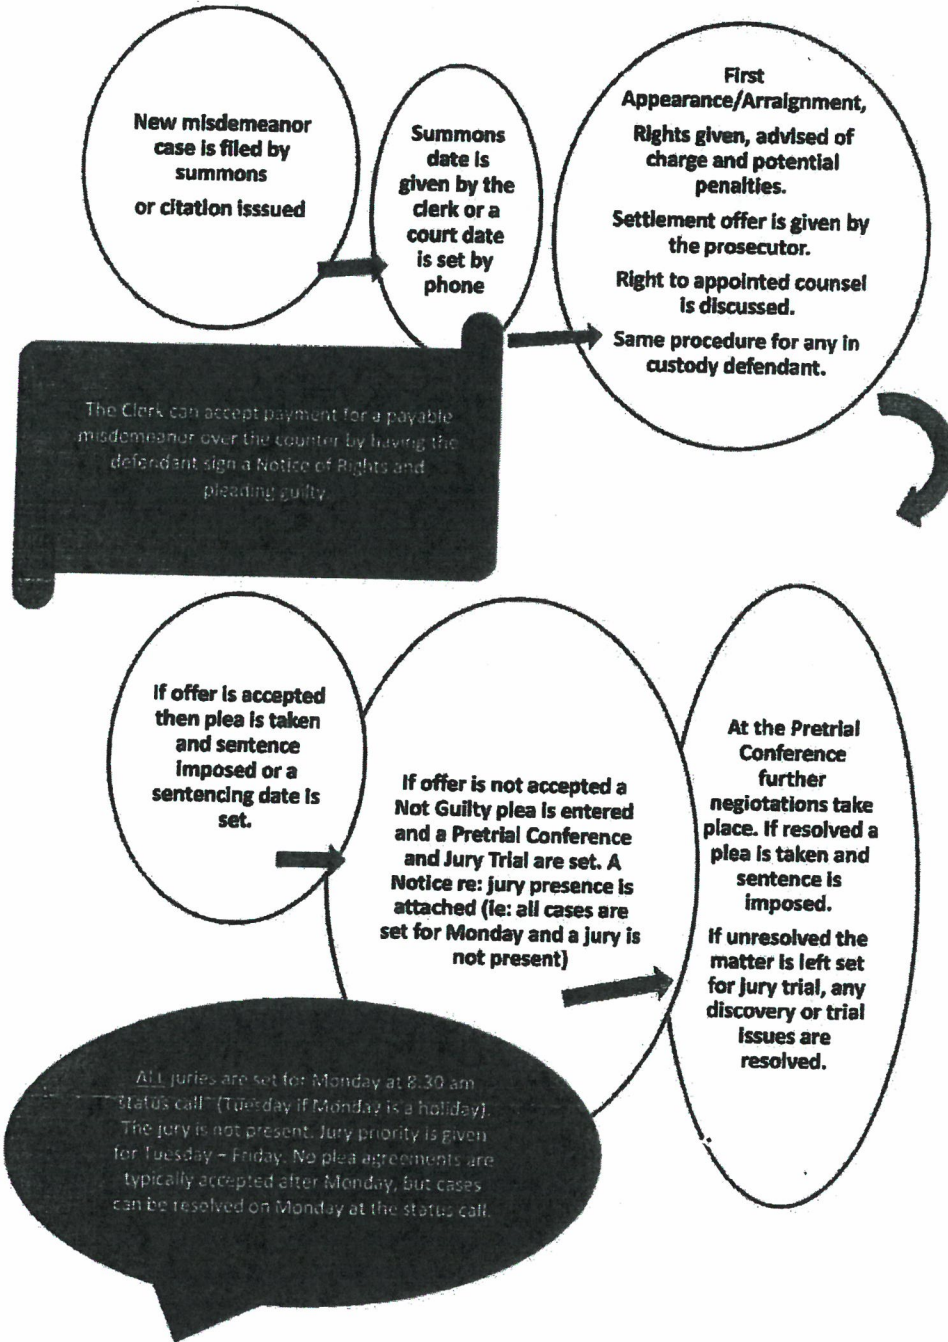 New misdemeanor
case is filed by
summons
or citation isssued
Summons
date is
given by the
clerk or a
court date
is set by
phone
First
Appearance/Arraignment,
Rights given, advised of
charge and potential
penalties.
Settlement offer is given by
the prosecutor.
Right to appointed counsel
is discussed.
Same procedure for any in
custody defendant.
The Clerk can accept payment for a payable
misdemeanor over the counter by having the
defendant sign a Notice of Rights and
pleading guilty
If offer is accepted
then plea is taken
and sentence
imposed or a
sentencing date is
set.
If offer is not accepted a
Not Guilty plea is entered
and a Pretrial Conference
and Jury Trial are set. A
Notice re: jury presence is
attached (ie: all cases are
set for Monday and a jury is
not present)
At the Pretrial
Conference
further
negiotations take
place. If resolved a
plea is taken and
sentence is
imposed.
If unresolved the
matter is left set
for jury trial, any
discovery or trial
issues are
resolved.
ALL juries are set for Monday at 8:30 am
status call (Tuesday if Monday is a holiday).
The jury is not present. Jury priority is given
for Tuesday – Friday. No plea agreements are
typically accepted after Monday, but cases
can be resolved on Monday at the status call.